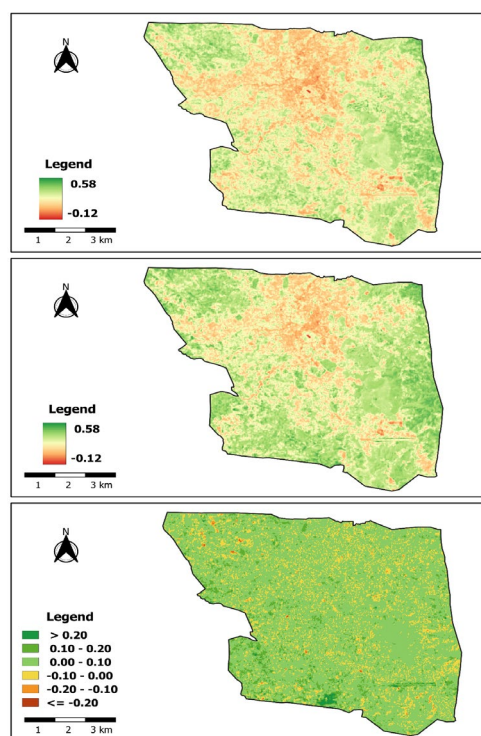 N
Legend
0.58
-0.12
1 2 3 km
N
Legend
0.58
-0.12
1 2 3 km
N
Legend
> 0.20
0.10 - 0.20
0.00 - 0.10
-0.10 - 0.00
-0.20 - -0.10
<= -0.20
1 2 3 km